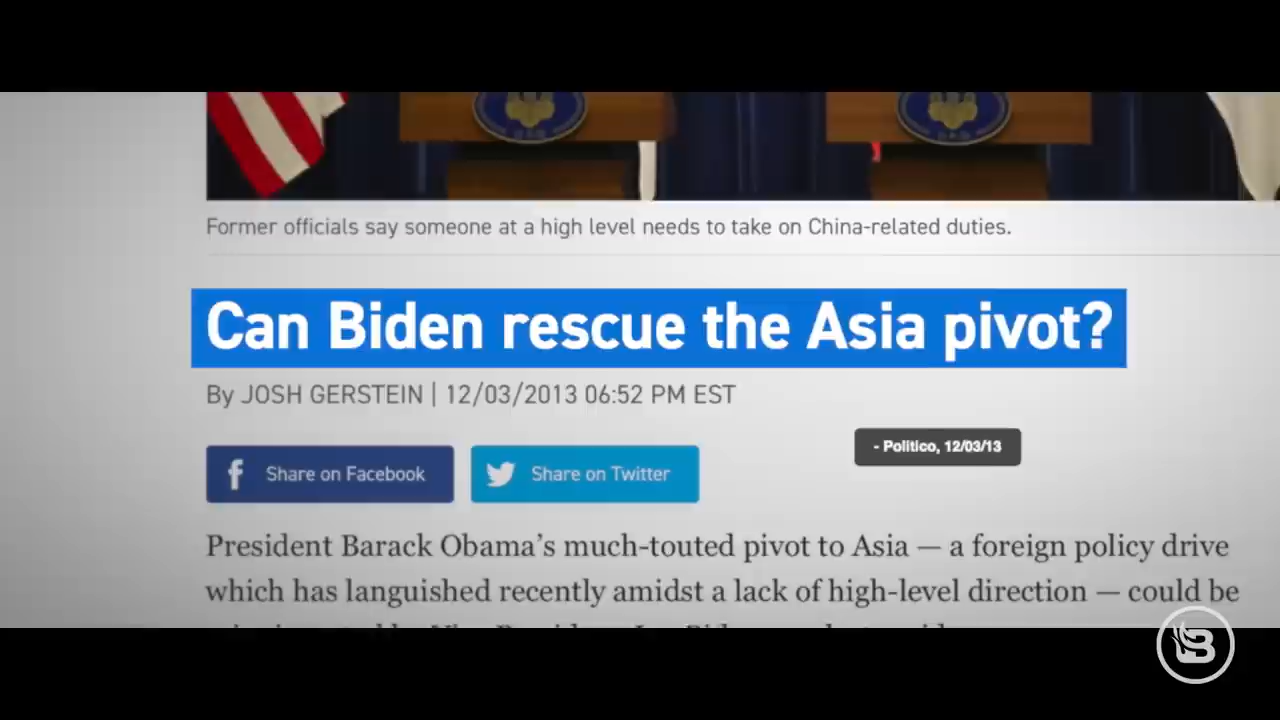 Former officials say someone at a high level needs to take on China-related duties.
Can Biden rescue the Asia pivot?
By JOSH GERSTEIN | 12/03/2013 06:52 PM EST
- Politico, 12/03/13
f Share on Facebook
Share on Twitter
President Barack Obama’s much-touted pivot to Asia — a foreign policy drive
which has languished recently amidst a lack of high-level direction — could be
B